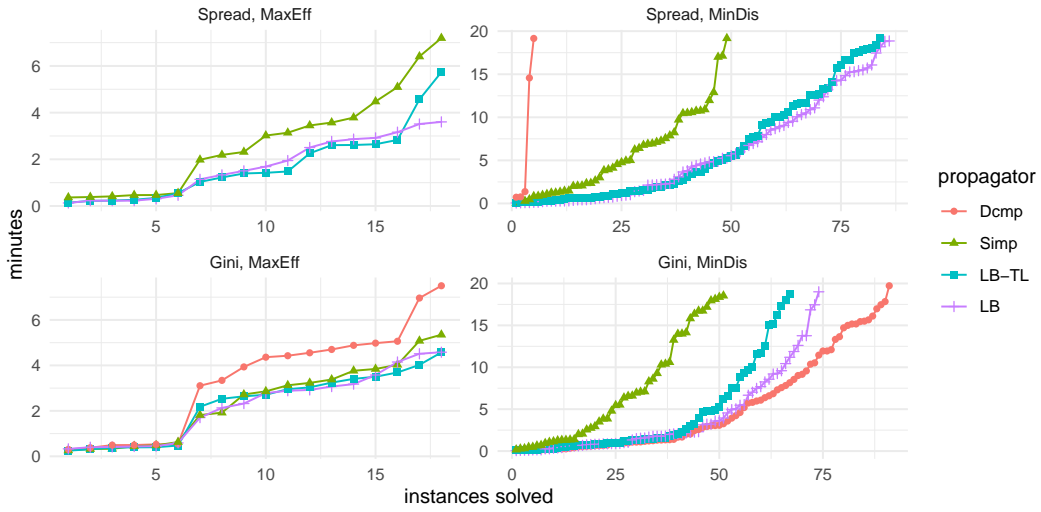 Spread, MaxEff
Spread, MinDis
6
4
2
0
5
10
15
20
15
10
5
0
0
25
50
75
minutes
Gini, MaxEff
Gini, MinDis
6
4
2
0
5
10
15
20
15
10
5
0
0
25
50
75
instances solved
propagator
Dcmp
Simp
LB−TL
LB